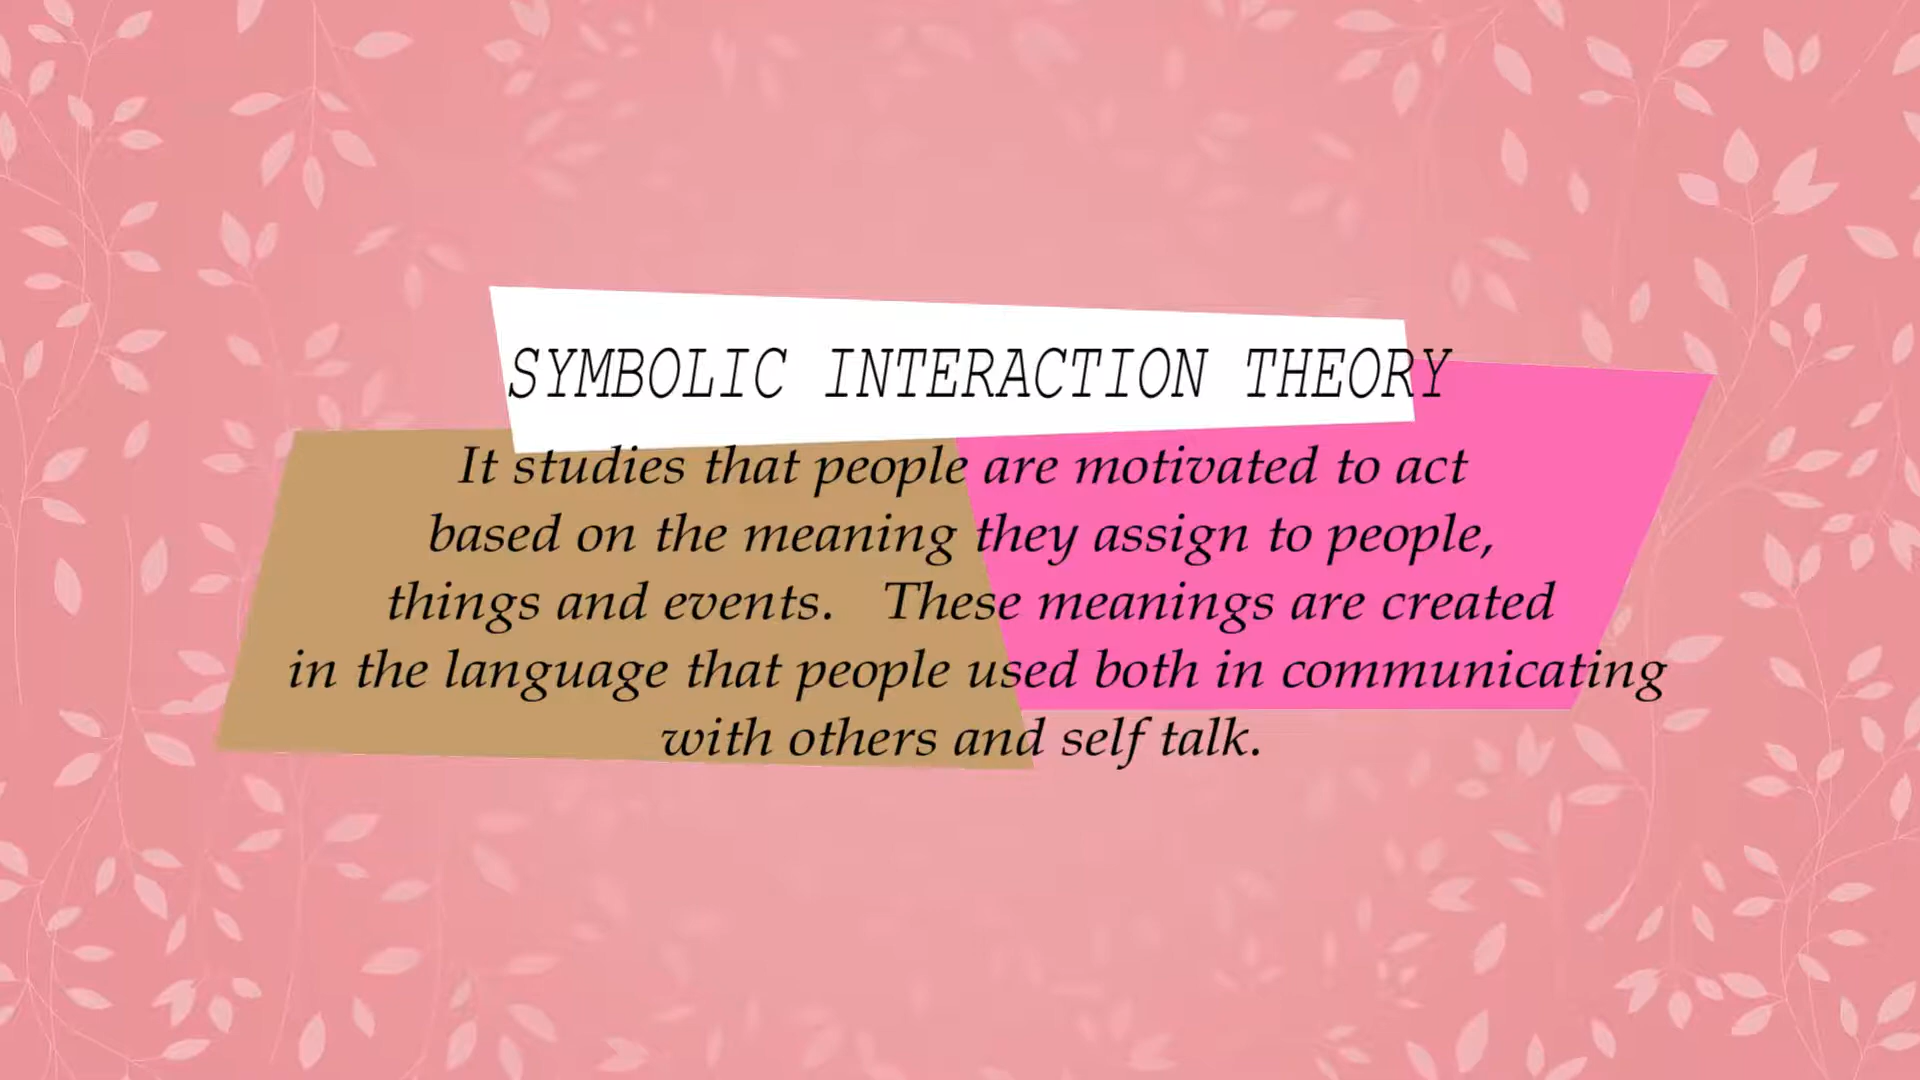 SYMBOLIC INTERACTION THEORY
It studies that people are motivated to act
based on the meaning they assign to people,
things and events. These meanings are created
in the language that people used both in communicating
with others and self talk.